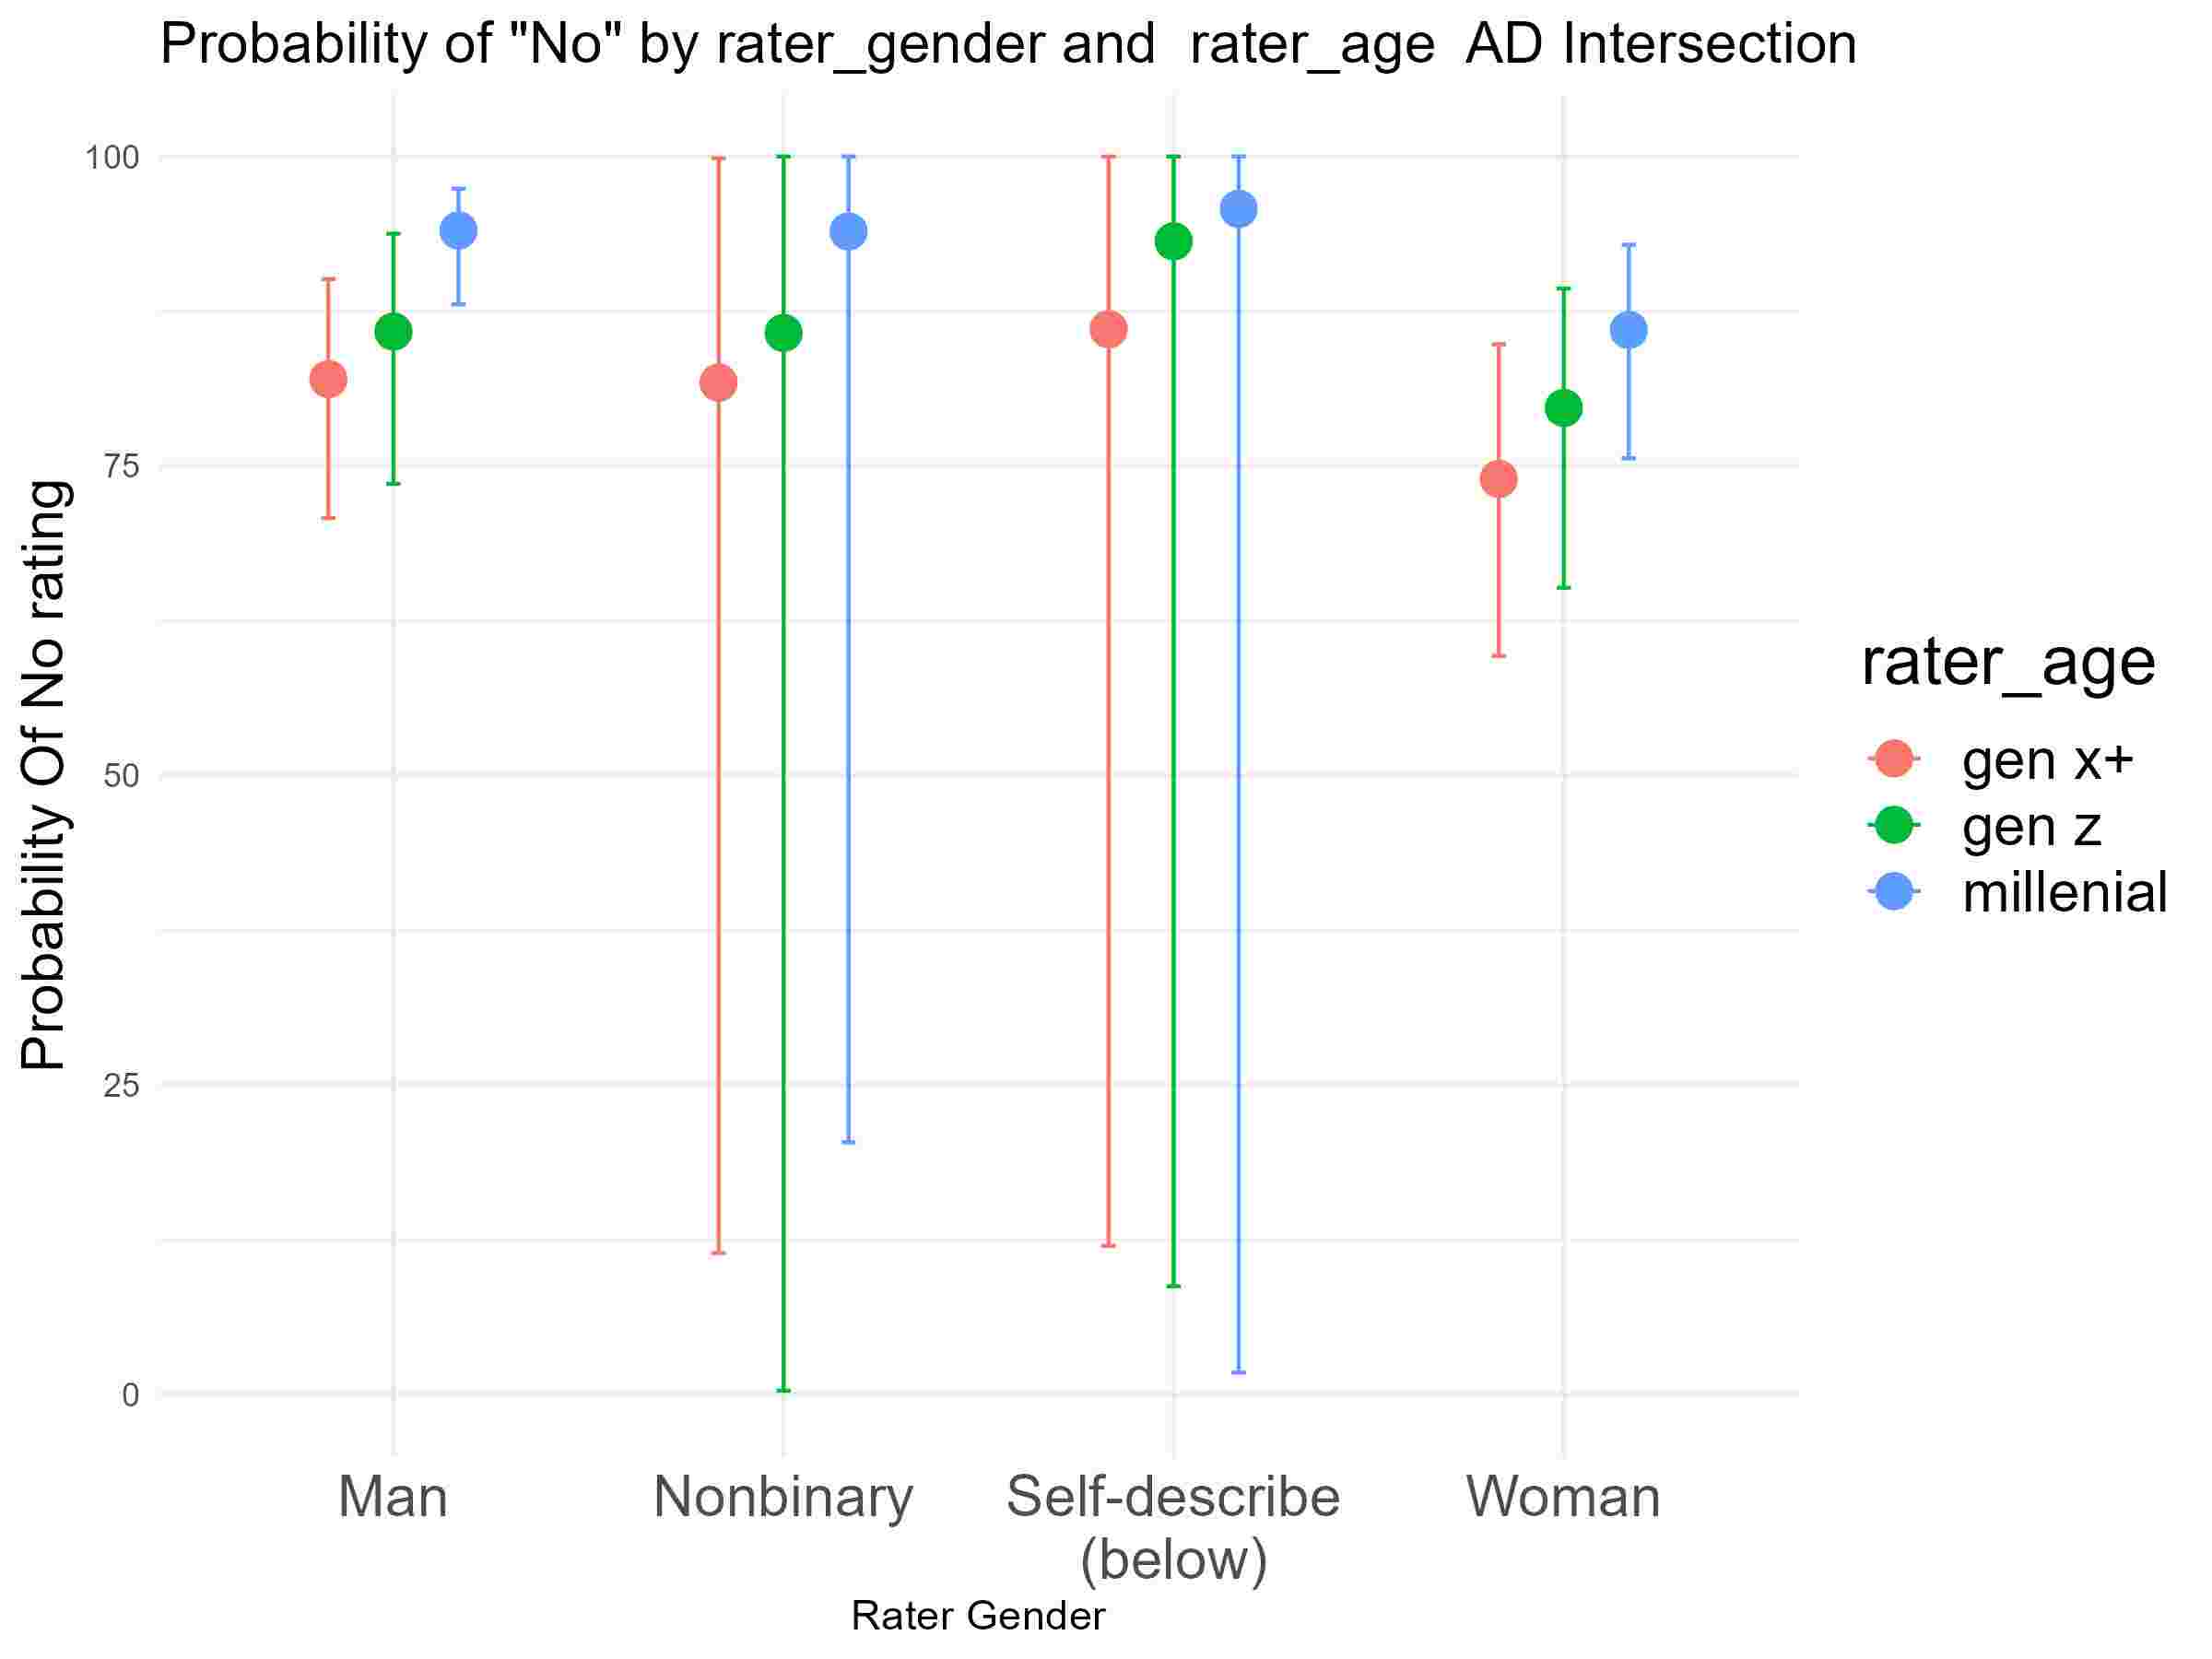 Probability of "No" by rater_gender and  rater_age  AD Intersection
Probability Of No rating
100
75
50
25
0
Man
Nonbinary
Self-describe
(below)
Woman
Rater Gender
rater_age
gen x+
gen z
millenial